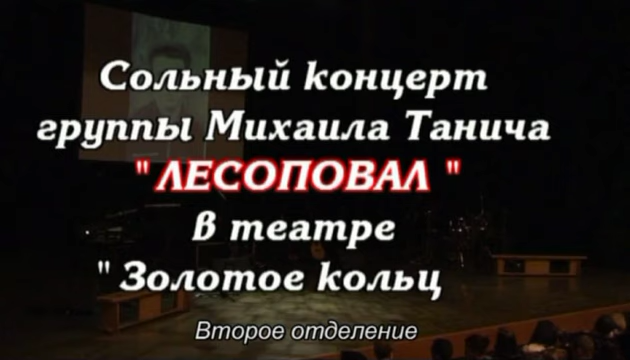 Сольный концерт
группы Михаила Танича
" ЛЕСОПОВАЛ "
в театре
" Золотое кольц
Второе отделение